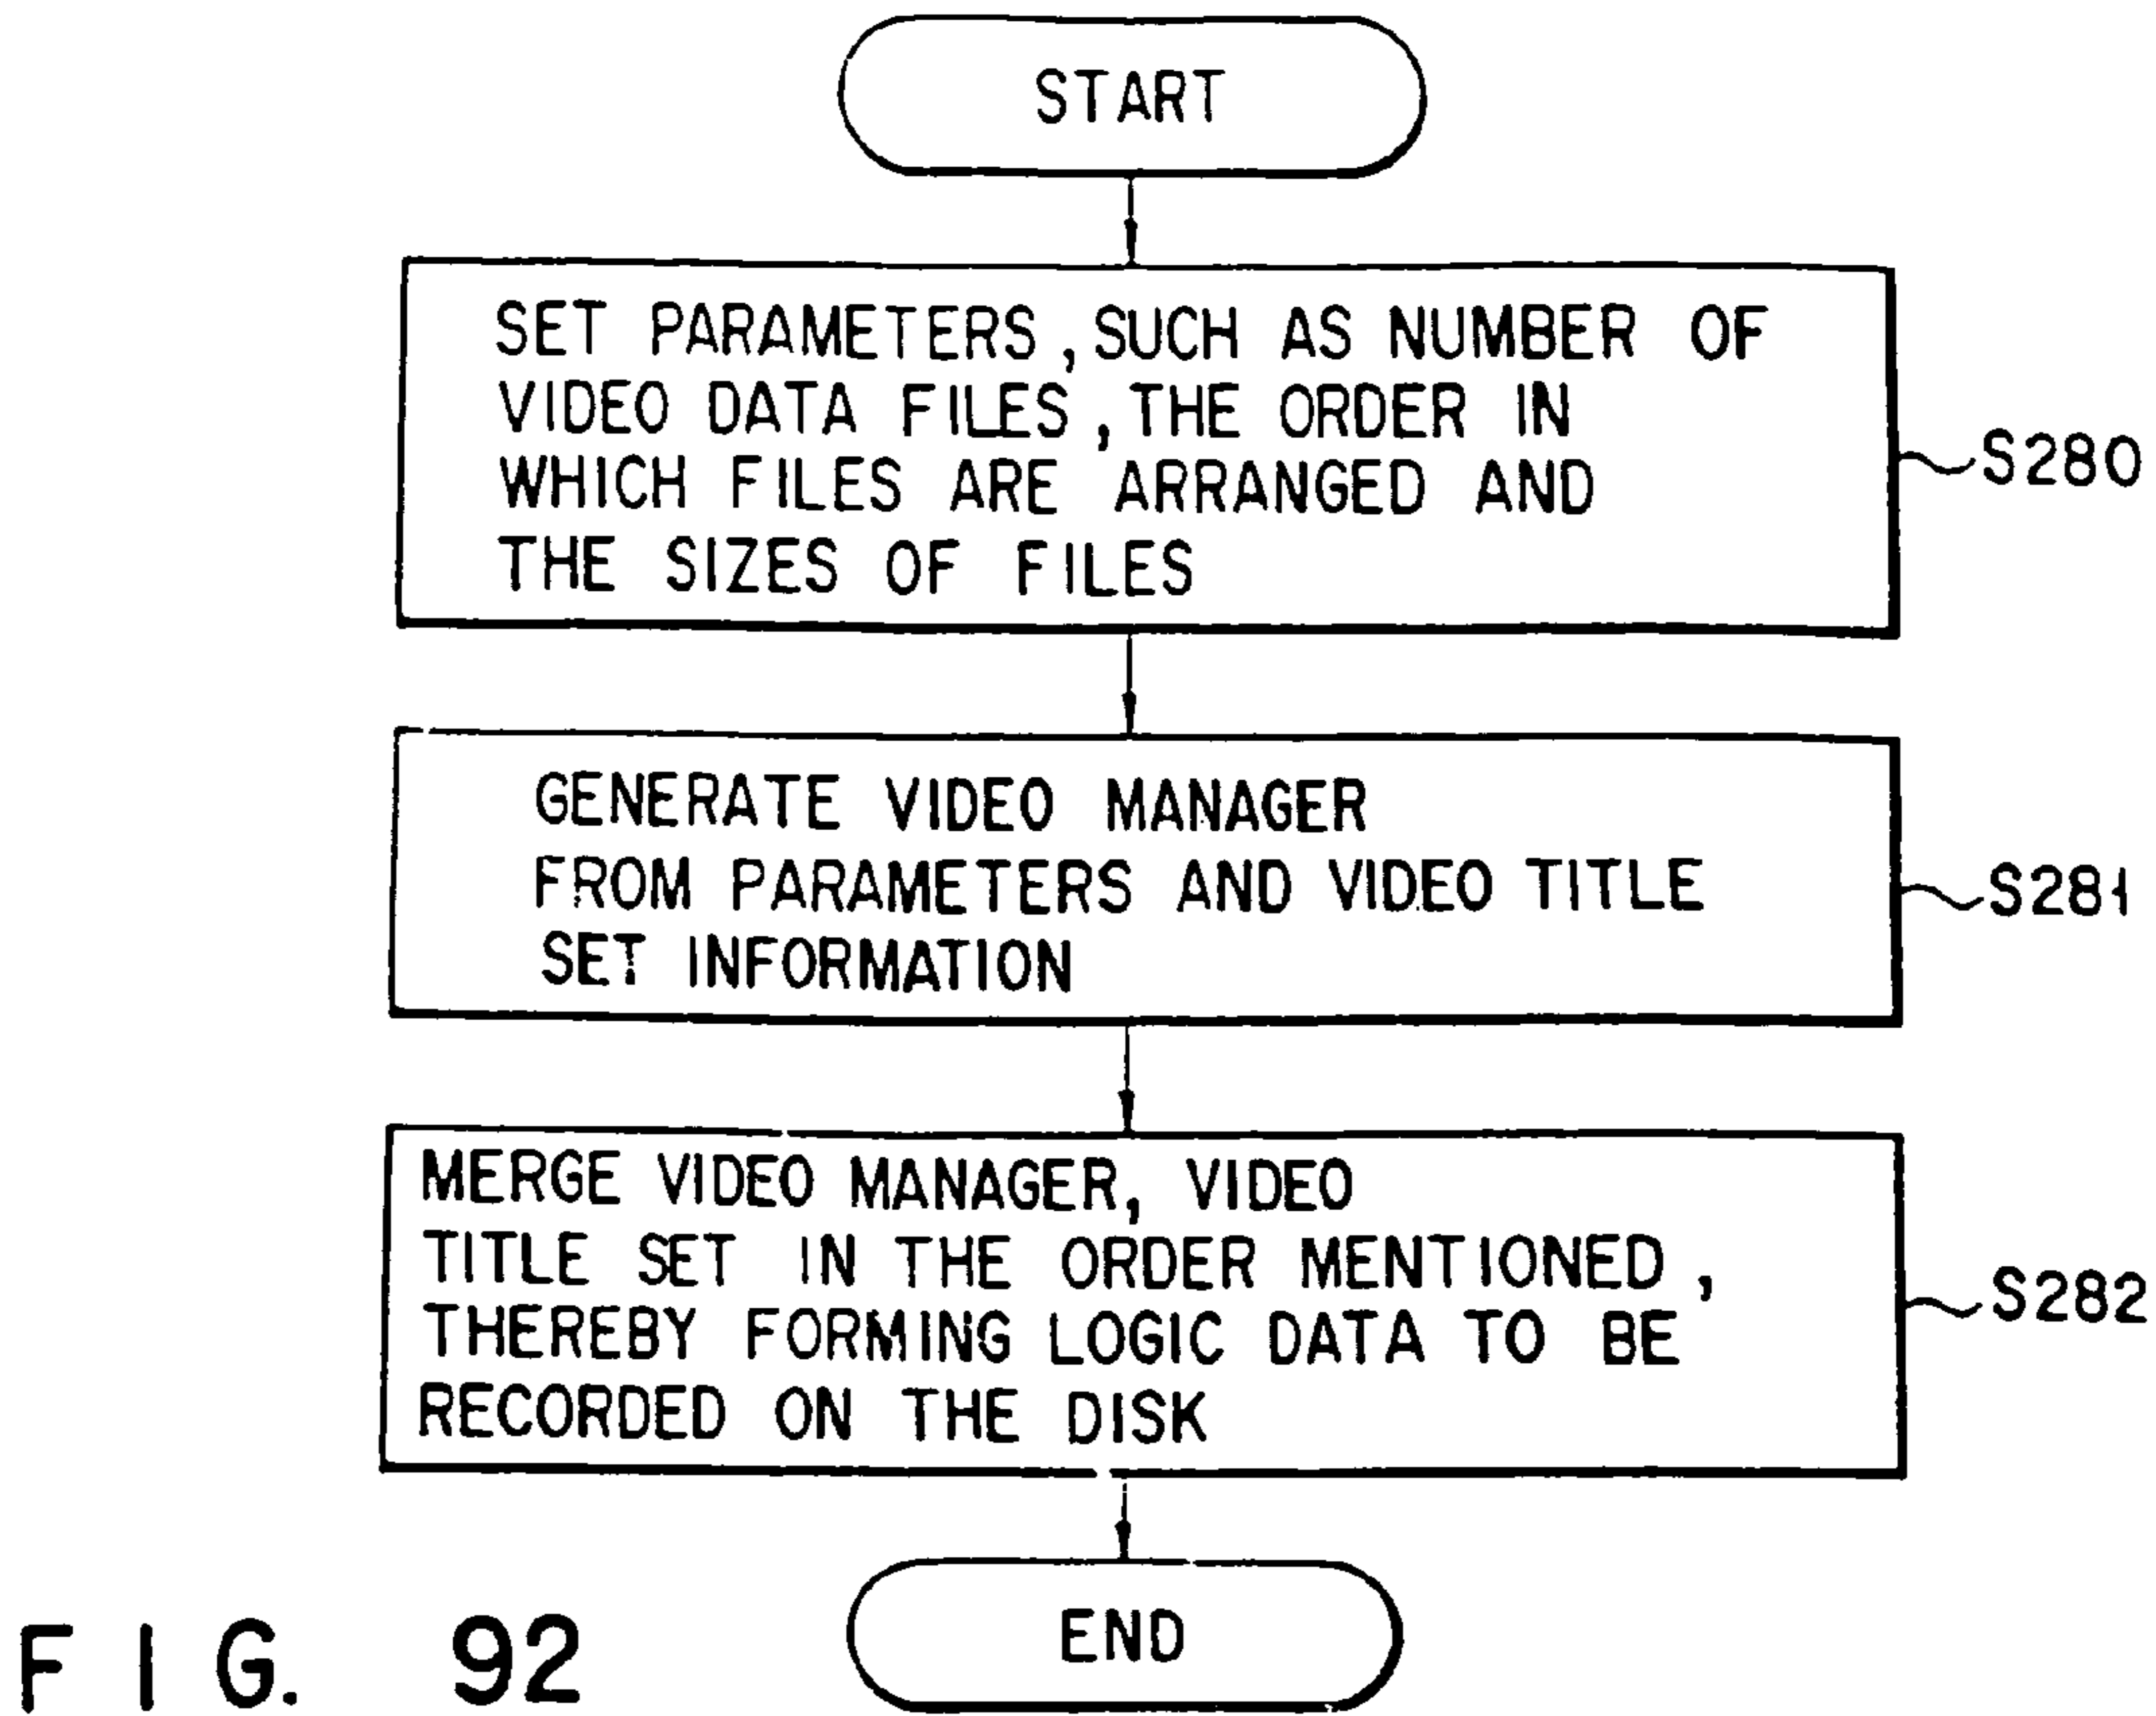 START
SET PARAMETERS, SUCH AS NUMBER OF
VIDEO DATA FILES, THE ORDER IN
WHICH FILES ARE ARRANGED AND
THE SIZES OF FILES
S280
GENERATE VIDEO MANAGER
FROM PARAMETERS AND VIDEO TITLE
SET INFORMATION
S281
MERGE VIDEO MANAGER, VIDEO
TITLE SET IN THE ORDER MENTIONED,
THEREBY FORMING LOGIC DATA TO BE
RECORDED ON THE DISK
S282
END
FIG. 92